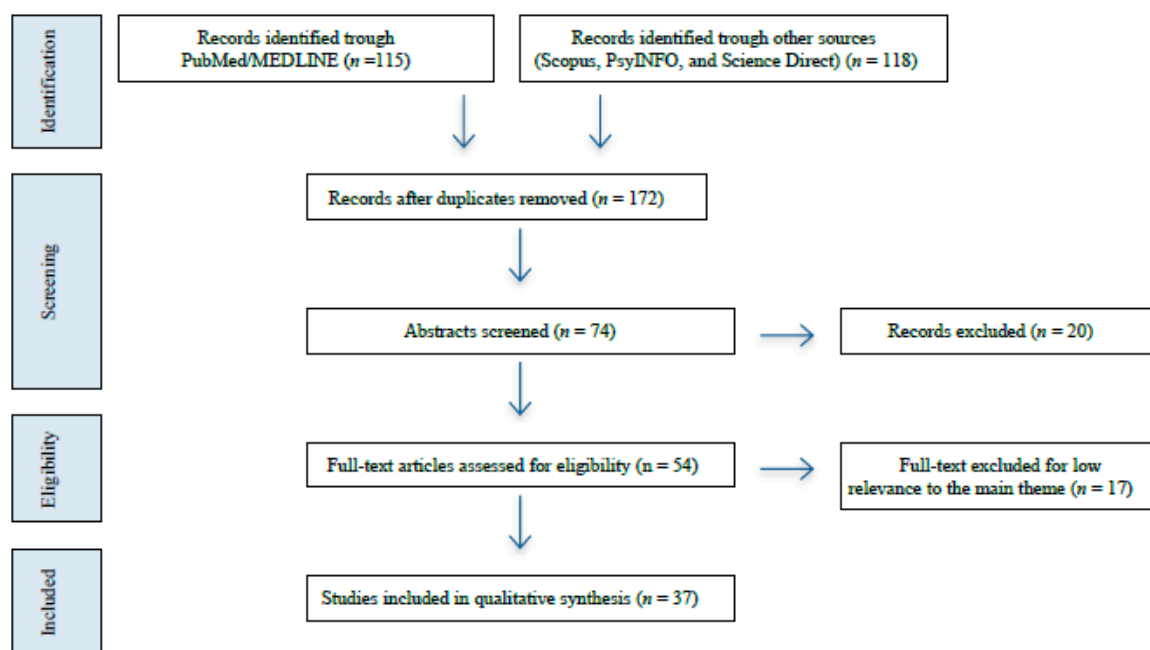 Identification
Records identified trough
PubMed/MEDLINE (n =115)
Records identified trough other sources
(Scopus, PsyINFO, and Science Direct) (n = 118)
Screening
Records after duplicates removed (n = 172)
Abstracts screened (n = 74)
Records excluded (n = 20)
Eligibility
Full-text articles assessed for eligibility (n = 54)
Full-text excluded for low
relevance to the main theme (n = 17)
Included
Studies included in qualitative synthesis (n = 37)